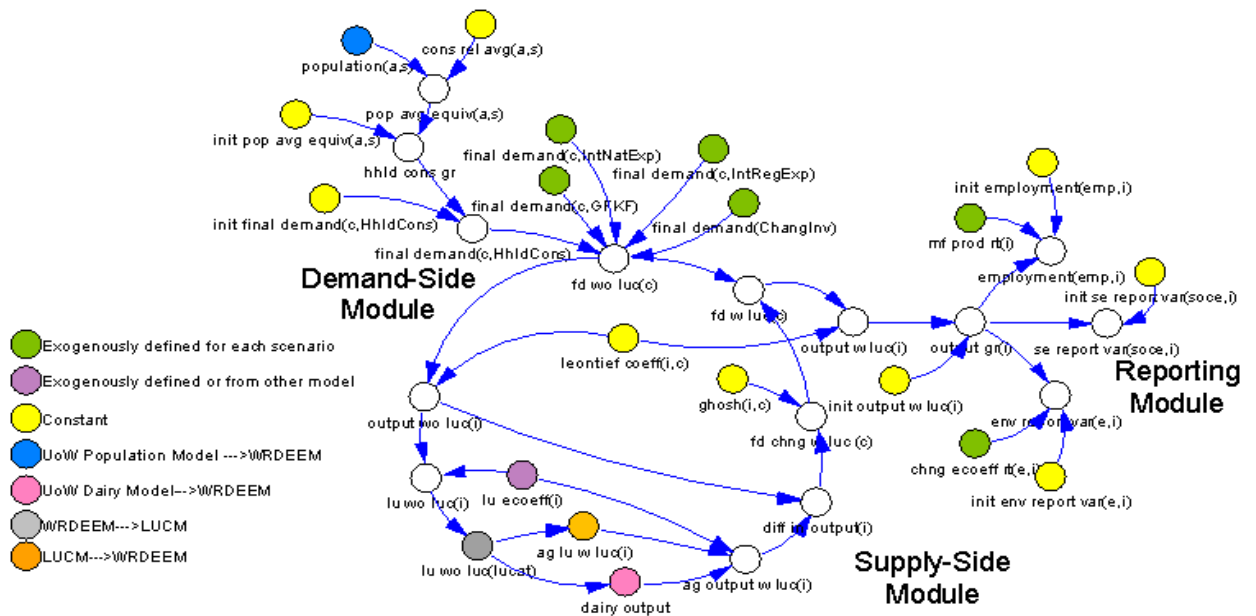 cons rel avg(a,s)
population(a,s)
pop avg equiv(a,s)
init pop avg equiv(a,s)
hhld cons gr
final demand(c,IntNatExp)
final demand(c,IntRegExp)
init employment(emp,i)
final demand(c,GFKF)
init final demand(c,HhldCons)
final demand(ChangInv)
mf prod rt(i)
final demand(c,HhldCons)
Demand-Side
Module
fd wo luc(c)
employment(emp,i)
init se report var(soce,i)
fd w luc(c)
Exogenously defined for each scenario
leontief coeff(i,c)
output w luc(i)
output gr(i)
se report var(soce,i)
Reporting
Module
Exogenously defined or from other model
ghosh(i,c)
init output w luc(i)
Constant
output wo luc(i)
fd chng w luc (c)
env report var(e,i)
UoW Population Model --->WRDEEM
chng ecoeff rt(e,i)
UoW Dairy Model--->WRDEEM
lu wo luc(i)
lu ecoeff(i)
init env report var(e,i)
WRDEEM--->LUCM
diff in output(i)
LUCM--->WRDEEM
ag lu w luc(i)
Supply-Side
Module
lu wo luc(lucat)
ag output w luc(i)
dairy output